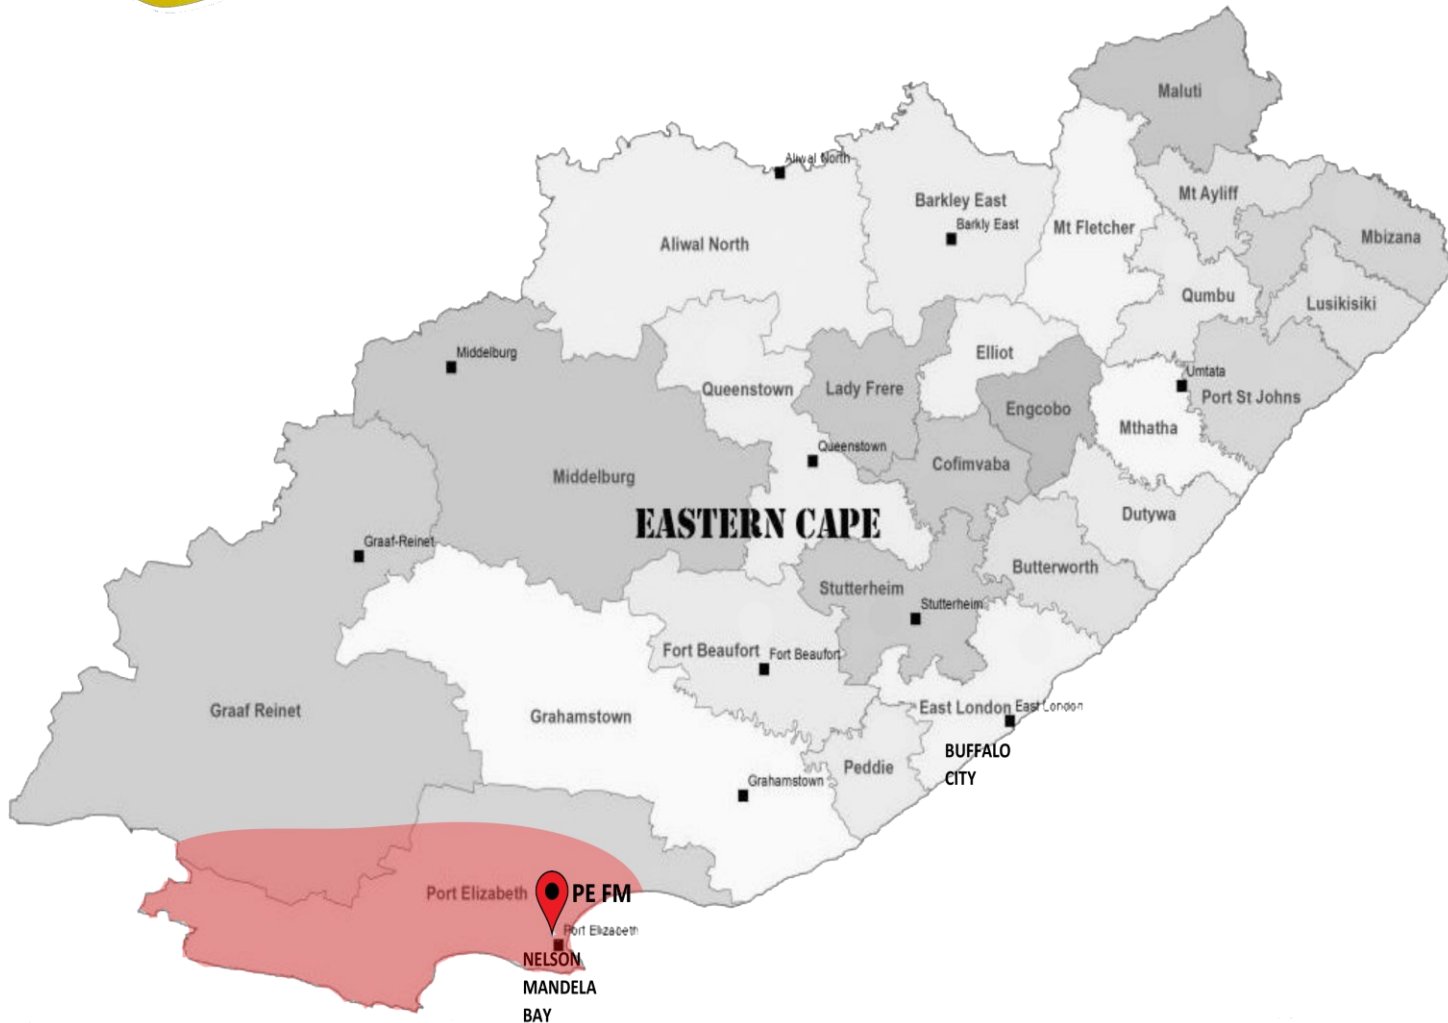 Maluti
Aliwal North
Mt Ayliff
Barkley East
Barkly East
Mt Fletcher
Mbizana
Aliwal North
Qumbu
Lusikisiki
Middelburg
Elliot
Umtata
Queenstown
Lady Frere
Port St Johns
Engcobo
Mthatha
Queenstown
Cofimvaba
Middelburg
EASTERN CAPE
Dutywa
Graaf-Reinet
Butterworth
Stutterheim
Stutterheim
Fort Beaufort
Fort Beaufort
Graaf Reinet
Grahamstown
East London
East London
BUFFALO
CITY
Peddie
Grahamstown
Port Elizabeth
PE FM
Port Elizabeth
NELSON
MANDELA
BAY